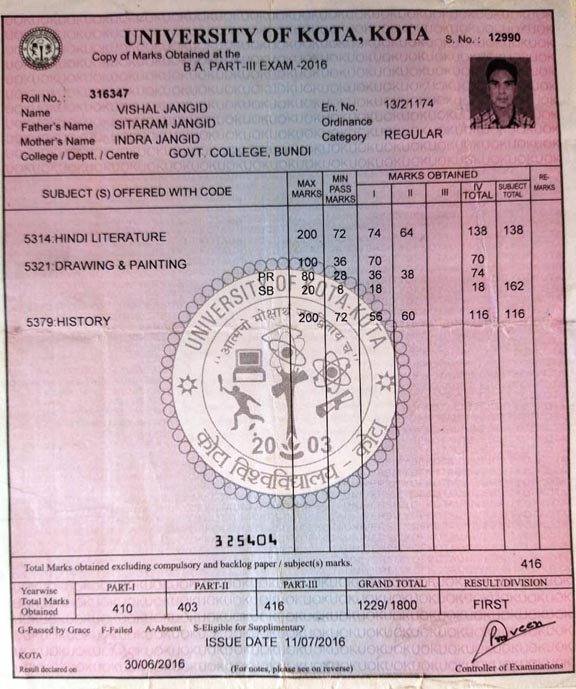 UNIVERSITY OF KOTA, KOTA
S. No.: 12990
Copy of Marks Obtained at the
B.A. PART-III EXAM.-2016
Roll No.: 316347
Name VISHAL JANGID En. No. 13/21174
Father's Name SITARAM JANGID Ordinance
Mother's Name INDRA JANGID Category REGULAR
College / Deptt. / Centre GOVT. COLLEGE, BUNDI
SUBJECT (S) OFFERED WITH CODE MAX MARKS MIN PASS MARKS MARKS OBTAINED I II III IV TOTAL SUBJECT TOTAL RE-MARKS
5314:HINDI LITERATURE 200 72 74 64 138 138
5321:DRAWING & PAINTING 100 36 70 70
PR 80 28 36 38 74
SB 20 8 18 18 162
5379:HISTORY 200 72 56 60 116 116
UNIVERSITY OF KOTA, KOTA
20 03
कोटा विश्वविद्यालय - कोटा
325404
Total Marks obtained excluding compulsory and backlog paper / subject(s) marks. 416
Yearwise Total Marks Obtained PART-I PART-II PART-III GRAND TOTAL RESULT/DIVISION
410 403 416 1229/1800 FIRST
G-Passed by Grace F-Failed A-Absent S-Eligible for Supplimentary
ISSUE DATE 11/07/2016
Praveen
KOTA
Result declared on 30/06/2016 (For notes, please see on reverse) Controller of Examinations